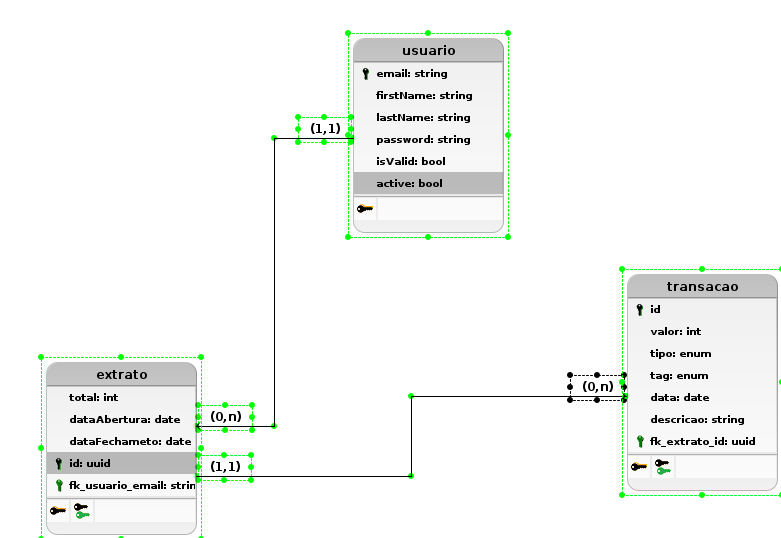 usuario
email: string
firstName: string
lastName: string
password: string
isValid: bool
active: bool
(1,1)
transacao
id
valor: int
tipo: enum
tag: enum
data: date
descricao: string
fk_extrato_id: uuid
(0,n)
extrato
total: int
dataAbertura: date
dataFechameto: date
id: uuid
fk_usuario_email: strin
(0,n)
(1,1)